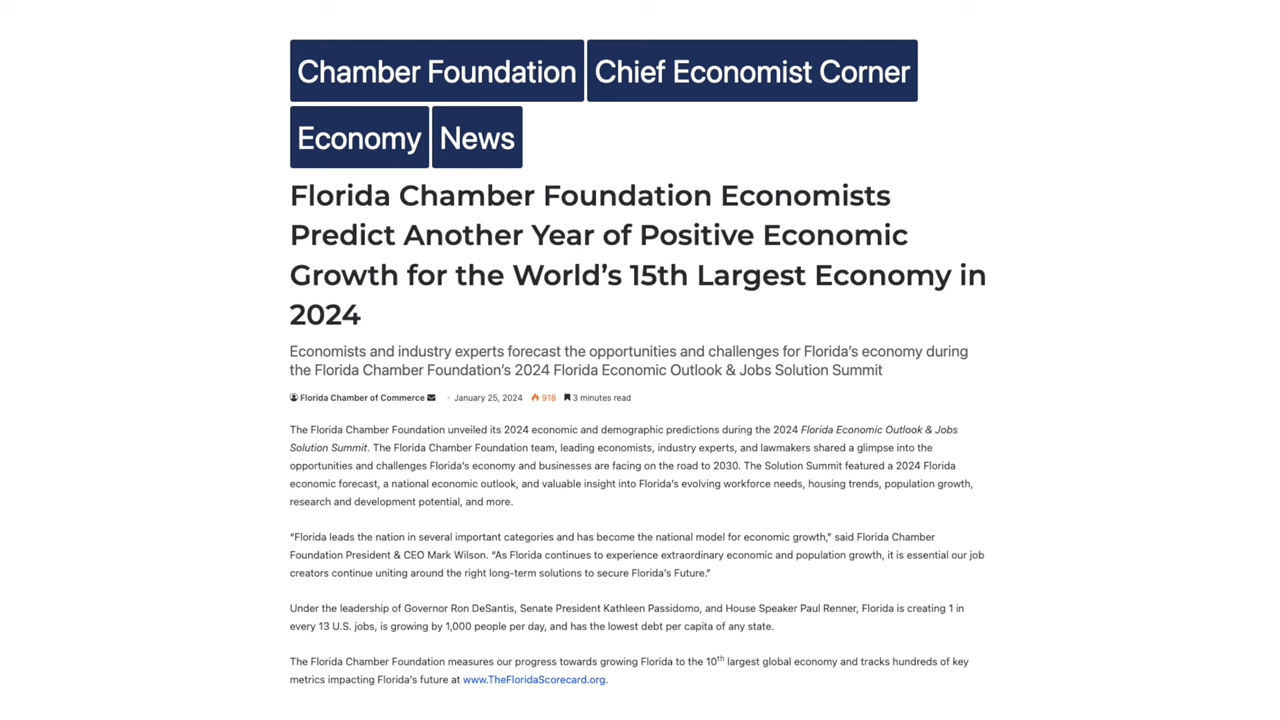 Chamber Foundation Chief Economist Corner
Economy News
Florida Chamber Foundation Economists
Predict Another Year of Positive Economic
Growth for the World’s 15th Largest Economy in
2024
Economists and industry experts forecast the opportunities and challenges for Florida’s economy during
the Florida Chamber Foundation’s 2024 Florida Economic Outlook & Jobs Solution Summit
Florida Chamber of Commerce · January 25, 2024 918 3 minutes read
The Florida Chamber Foundation unveiled its 2024 economic and demographic predictions during the 2024 Florida Economic Outlook & Jobs
Solution Summit. The Florida Chamber Foundation team, leading economists, industry experts, and lawmakers shared a glimpse into the
opportunities and challenges Florida’s economy and businesses are facing on the road to 2030. The Solution Summit featured a 2024 Florida
economic forecast, a national economic outlook, and valuable insight into Florida’s evolving workforce needs, housing trends, population growth,
research and development potential, and more.
“Florida leads the nation in several important categories and has become the national model for economic growth,” said Florida Chamber
Foundation President & CEO Mark Wilson. “As Florida continues to experience extraordinary economic and population growth, it is essential our job
creators continue uniting around the right long-term solutions to secure Florida’s Future.”
Under the leadership of Governor Ron DeSantis, Senate President Kathleen Passidomo, and House Speaker Paul Renner, Florida is creating 1 in
every 13 U.S. jobs, is growing by 1,000 people per day, and has the lowest debt per capita of any state.
The Florida Chamber Foundation measures our progress towards growing Florida to the 10th largest global economy and tracks hundreds of key
metrics impacting Florida’s future at www.TheFloridaScorecard.org.